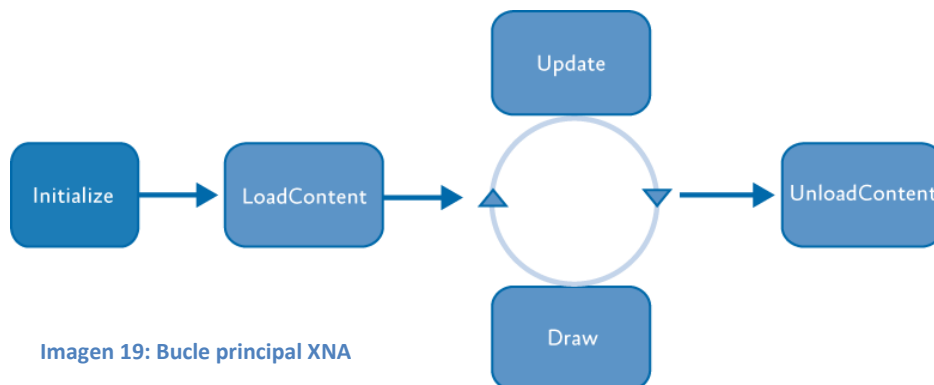 Update
Initialize
LoadContent
UnloadContent
Draw
Imagen 19: Bucle principal XNA